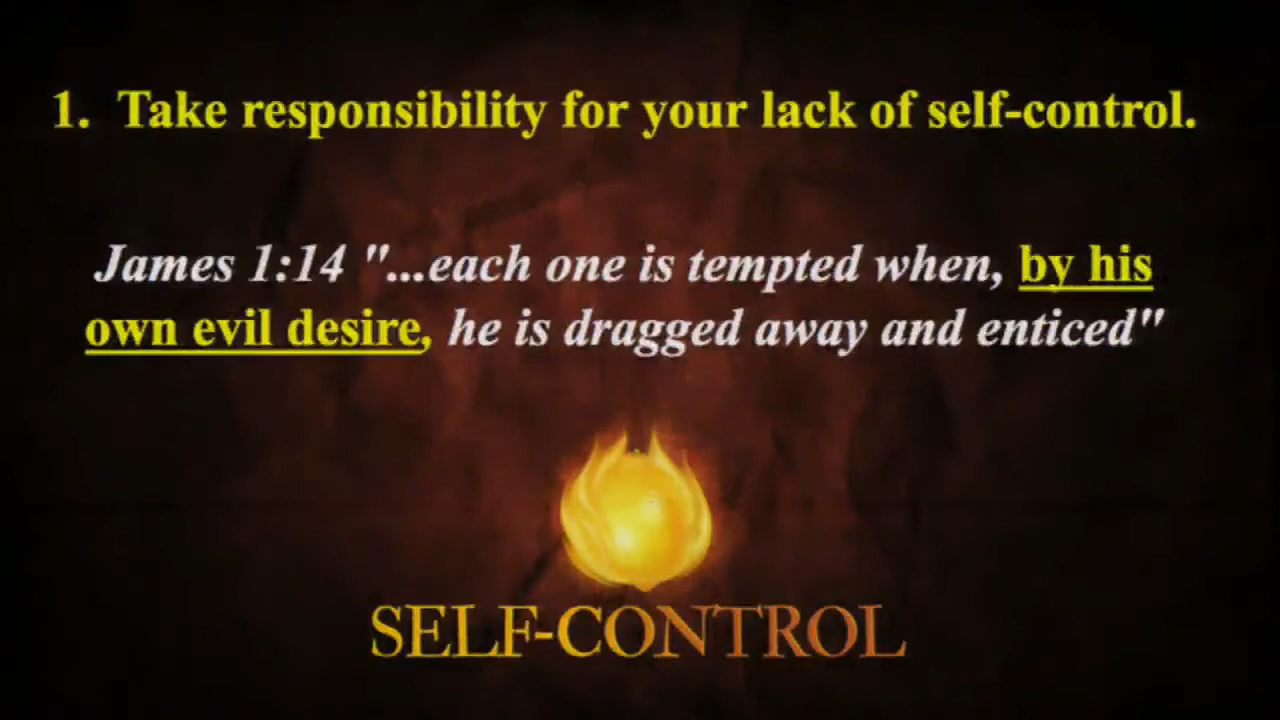 1. Take responsibility for your lack of self-control.
James 1:14 "...each one is tempted when, by his
own evil desire, he is dragged away and enticed"
SELF-CONTROL